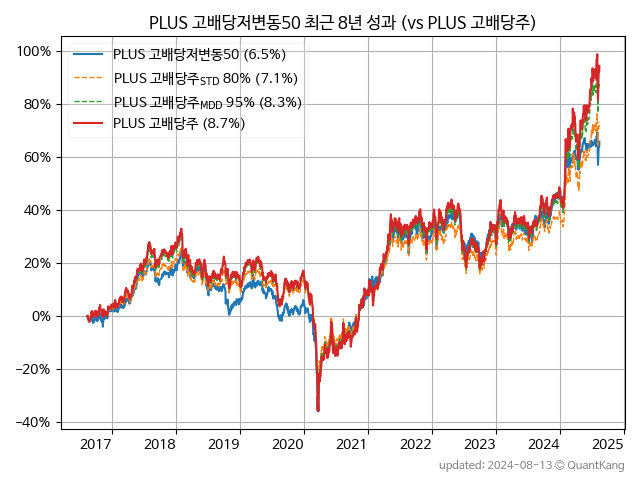 PLUS 고배당저변동50 최근 8년 성과 (vs PLUS 고배당주)
100%
80%
60%
40%
20%
0%
−20%
−40%
PLUS 고배당저변동50 (6.5%)
PLUS 고배당주STD 80% (7.1%)
PLUS 고배당주MDD 95% (8.3%)
PLUS 고배당주 (8.7%)
2017 2018 2019 2020 2021 2022 2023 2024 2025
updated: 2024-08-13 © QuantKang